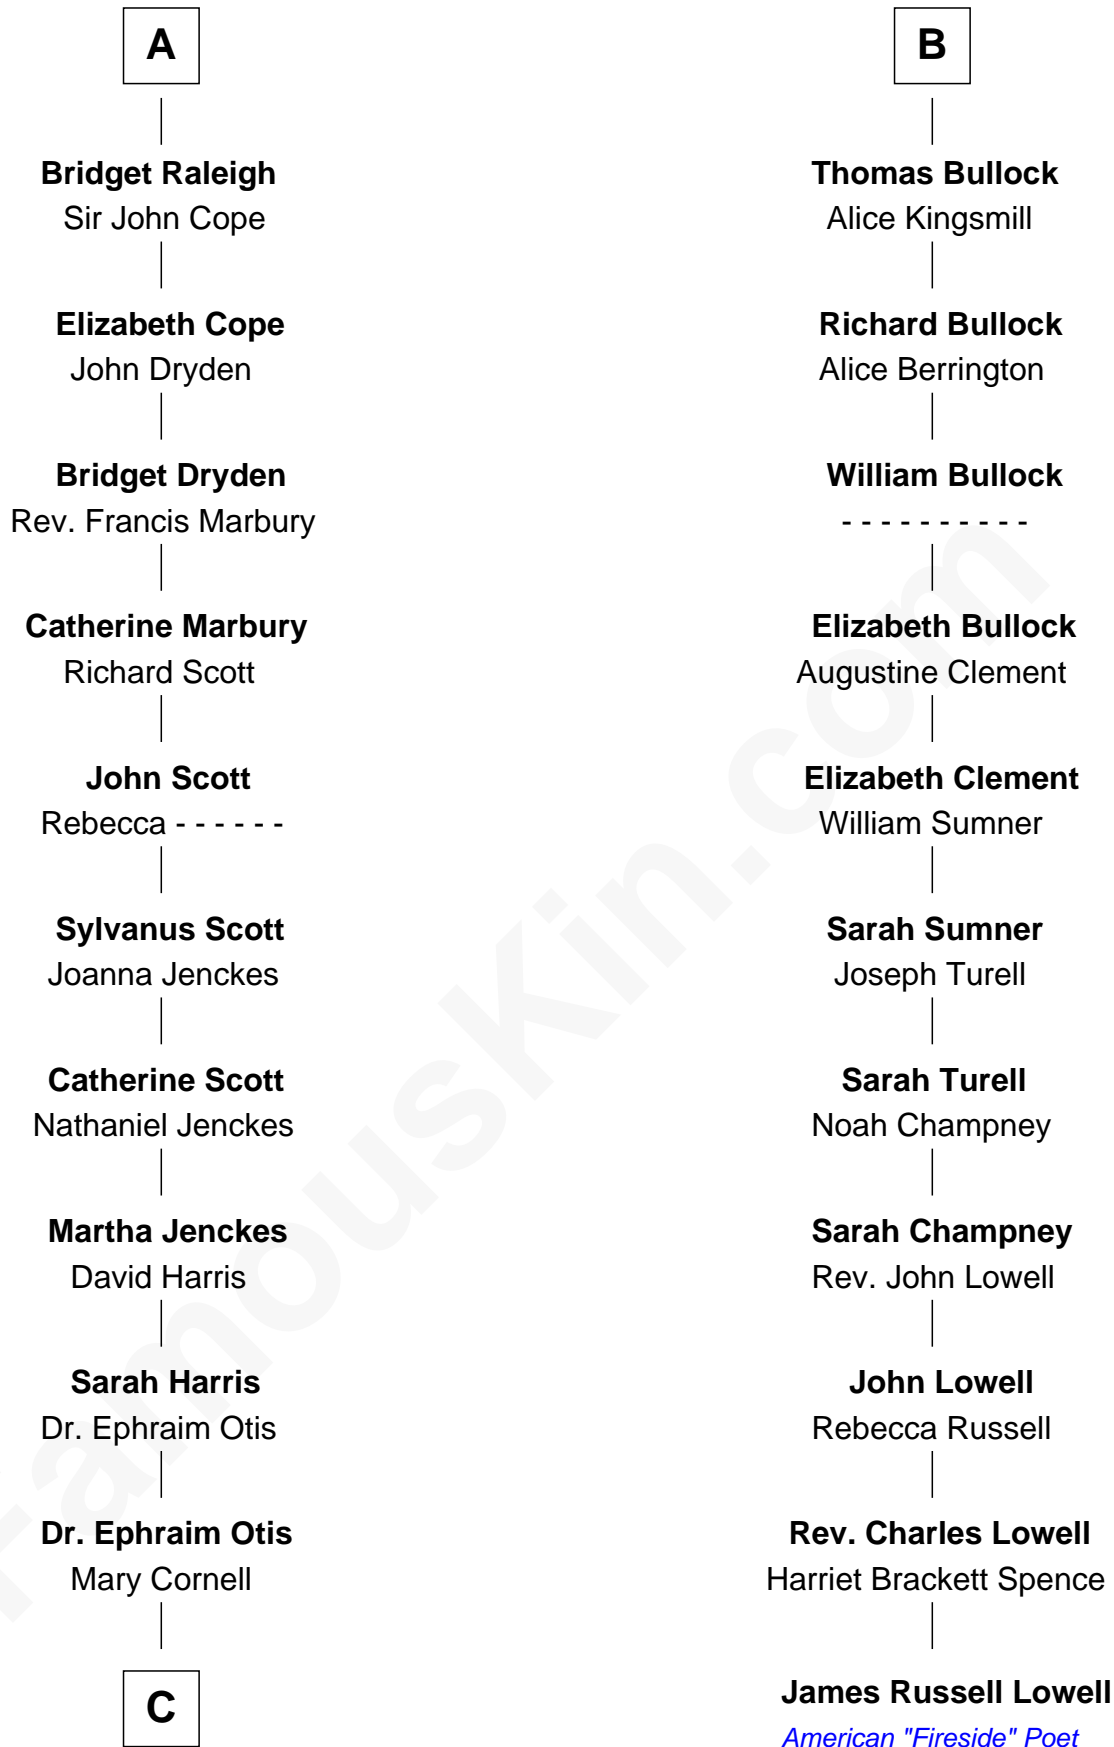 A
Bridget Raleigh
Sir John Cope
Elizabeth Cope
John Dryden
Bridget Dryden
Rev. Francis Marbury
Catherine Marbury
Richard Scott
John Scott
Rebecca - - - - - -
Sylvanus Scott
Joanna Jenckes
Catherine Scott
Nathaniel Jenckes
Martha Jenckes
David Harris
Sarah Harris
Dr. Ephraim Otis
Dr. Ephraim Otis
Mary Cornell
C
B
Thomas Bullock
Alice Kingsmill
Richard Bullock
Alice Berrington
William Bullock
- - - - - - - - - -
Elizabeth Bullock
Augustine Clement
Elizabeth Clement
William Sumner
Sarah Sumner
Joseph Turell
Sarah Turell
Noah Champney
Sarah Champney
Rev. John Lowell
John Lowell
Rebecca Russell
Rev. Charles Lowell
Harriet Brackett Spence
James Russell Lowell
American "Fireside" Poet
FamousKin.com